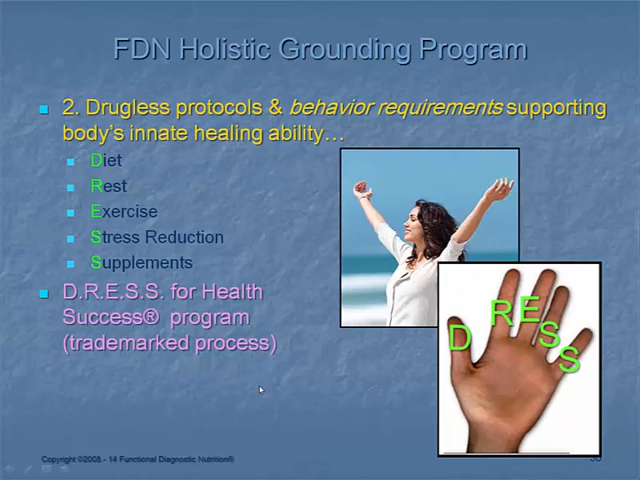 FDN Holistic Grounding Program
2. Drugless protocols & behavior requirements supporting
body's innate healing ability…
Diet
Rest
Exercise
Stress Reduction
Supplements
D.R.E.S.S. for Health
Success® program
(trademarked process)
D R E S S
Copyright ©2008 - 14 Functional Diagnostic Nutrition®